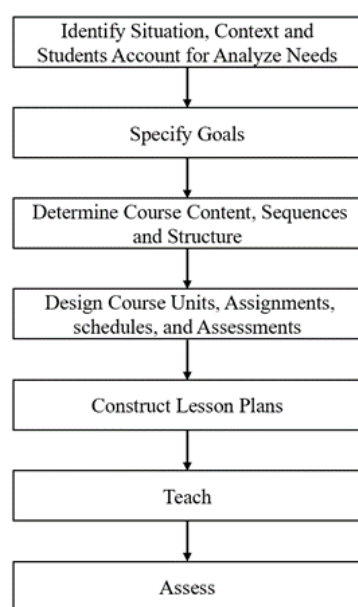 Identify Situation, Context and
Students Account for Analyze Needs
Specify Goals
Determine Course Content, Sequences
and Structure
Design Course Units, Assignments,
schedules, and Assessments
Construct Lesson Plans
Teach
Assess